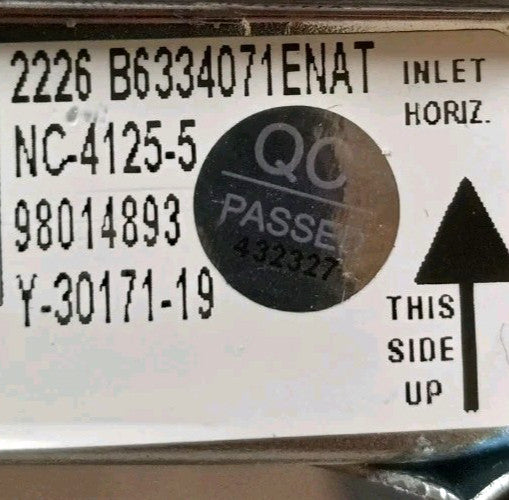 2226 B6334071ENAT
NC-4125-5
98014893
Y-30171-19
INLET
HORIZ.
QC
PASSED
432327
THIS
SIDE
UP